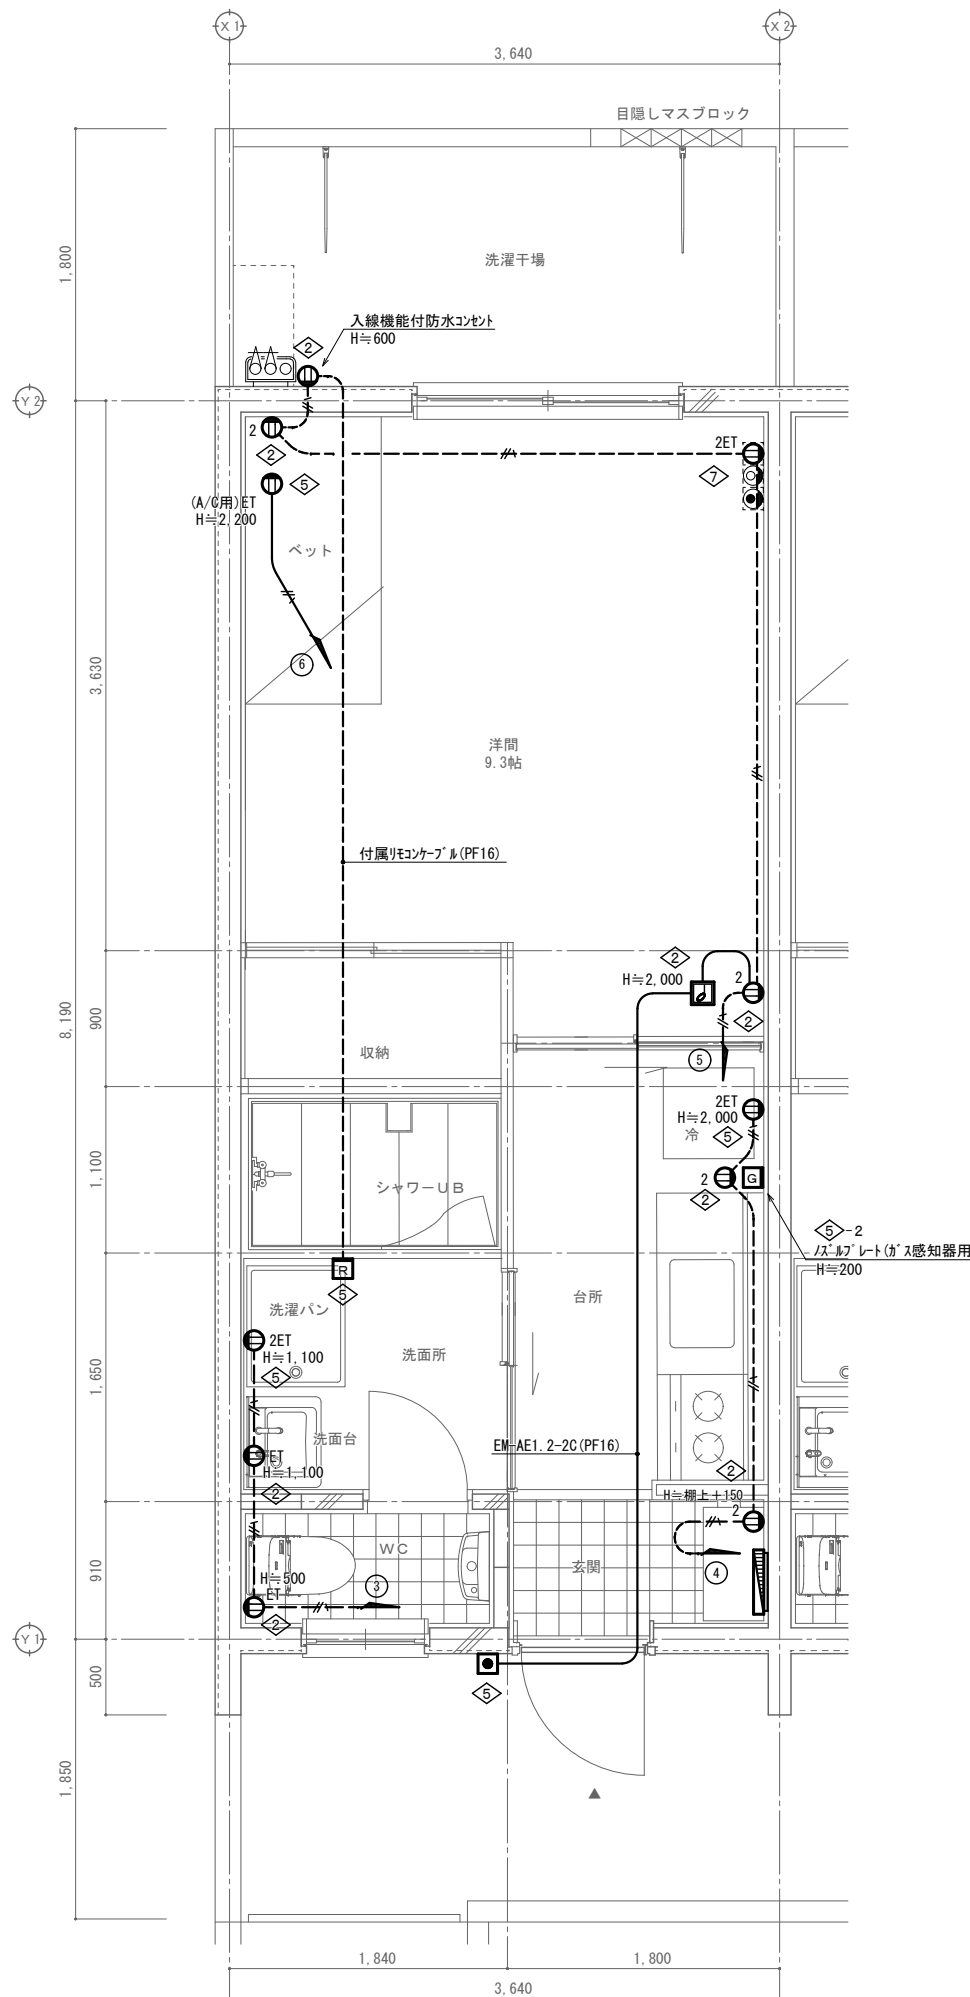 X1
X2
3,640
目隠しマスブロック
1,800
洗濯干場
入線機能付防水ｺﾝｾﾝﾄ
H≒600
2
Y2
2
2
2ET
7
5
(A/C用)ET
H≒2,200
ベット
6
3,630
洋間
9.3帖
付属ﾘﾓｺﾝｹｰﾌﾞﾙ(PF16)
2
H≒2,000
2
2
8,190
900
収納
5
2ET
H≒2,000
冷
5
1,100
シャワーUB
2
G
2
5-2
ﾉｽﾞﾙﾌﾟﾚｰﾄ(ｶﾞｽ感知器用
H≒200
R
5
洗濯パン
台所
2ET
H≒1,100
洗面所
5
1,650
洗面台
EM-AE1.2-2C(PF16)
ET
H≒1,100
2
2
H≒棚上+150
2
WC
910
H≒500
ET
3
玄関
4
2
Y1
500
5
1,850
1,840
1,800
3,640